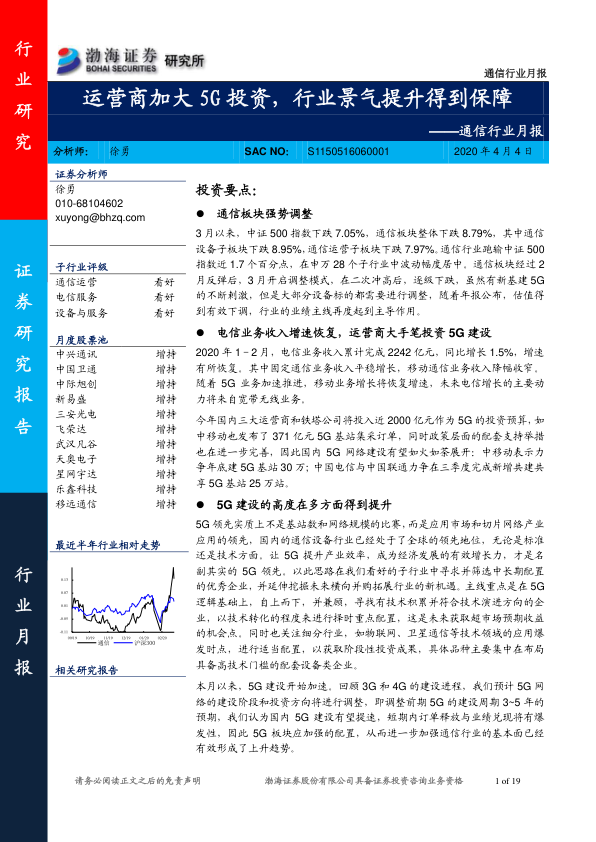 行业研究
证券研究报告
行业月报
渤海证券 研究所
BOHAI SECURITIES
通信行业月报
运营商加大 5G 投资，行业景气提升得到保障
——通信行业月报
分析师： 徐勇 SAC NO: S1150516060001 2020 年 4 月 4 日
证券分析师
徐勇
010-68104602
xuyong@bhzq.com
子行业评级
通信运营 看好
电信服务 看好
设备与服务 看好
月度股票池
中兴通讯 增持
中国卫通 增持
中际旭创 增持
新易盛 增持
三安光电 增持
飞荣达 增持
武汉凡谷 增持
天奥电子 增持
星网宇达 增持
乐鑫科技 增持
移远通信 增持
最近半年行业相对走势
0.13
0.07
0.01
-0.05
-0.11
09/19 10/19 11/19 12/19 01/20 02/20
通信 沪深300
相关研究报告
投资要点：
● 通信板块强势调整
3 月以来，中证 500 指数下跌 7.05%，通信板块整体下跌 8.79%，其中通信
设备子板块下跌 8.95%，通信运营子板块下跌 7.97%。通信行业跑输中证 500
指数近 1.7 个百分点，在申万 28 个子行业中波动幅度居中。通信板块经过 2
月反弹后，3 月开启调整模式，在二次冲高后，逐级下跌，虽然有新基建 5G
的不断刺激，但是大部分设备标的都需要进行调整，随着年报公布，估值得
到有效下调，行业的业绩主线再度起到主导作用。
● 电信业务收入增速恢复，运营商大手笔投资 5G 建设
2020 年 1－2 月，电信业务收入累计完成 2242 亿元，同比增长 1.5%，增速
有所恢复。其中固定通信业务收入平稳增长，移动通信业务收入降幅收窄。
随着 5G 业务加速推进，移动业务增长将恢复增速，未来电信增长的主要动
力将来自宽带无线业务。
今年国内三大运营商和铁塔公司将投入近 2000 亿元作为 5G 的投资预算，如
中移动也发布了 371 亿元 5G 基站集采订单，同时政策层面的配套支持举措
也在进一步完善，因此国内 5G 网络建设有望如火如荼展开：中移动表示力
争年底建 5G 基站 30 万；中国电信与中国联通力争在三季度完成新增共建共
享 5G 基站 25 万站。
● 5G 建设的高度在多方面得到提升
5G 领先实质上不是基站数和网络规模的比赛，而是应用市场和切片网络产业
应用的领先，国内的通信设备行业已经处于了全球的领先地位，无论是标准
还是技术方面。让 5G 提升产业效率，成为经济发展的有效增长力，才是名
副其实的 5G 领先。以此思路在我们看好的子行业中寻求并筛选中长期配置
的优秀企业，并延伸挖掘未来横向并购拓展行业的新机遇。主线重点是在 5G
逻辑基础上，自上而下，并兼顾，寻找有技术积累并符合技术演进方向的企
业，以技术转化的程度来进行择时重点配置，这是未来获取超市场预期收益
的机会点。同时也关注细分行业，如物联网、卫星通信等技术领域的应用爆
发时点，进行适当配置，以获取阶段性投资成果，具体品种主要集中在布局
具备高技术门槛的配套设备类企业。
本月以来，5G 建设开始加速。回顾 3G 和 4G 的建设进程，我们预计 5G 网
络的建设阶段和投资方向将进行调整，即调整前期 5G 的建设周期 3~5 年的
预期，我们认为国内 5G 建设有望提速，短期内订单释放与业绩兑现将有爆
发性，因此 5G 板块应加强的配置，从而进一步加强通信行业的基本面已经
有效形成了上升趋势。
请务必阅读正文之后的免责声明 渤海证券股份有限公司具备证券投资咨询业务资格 1 of 19